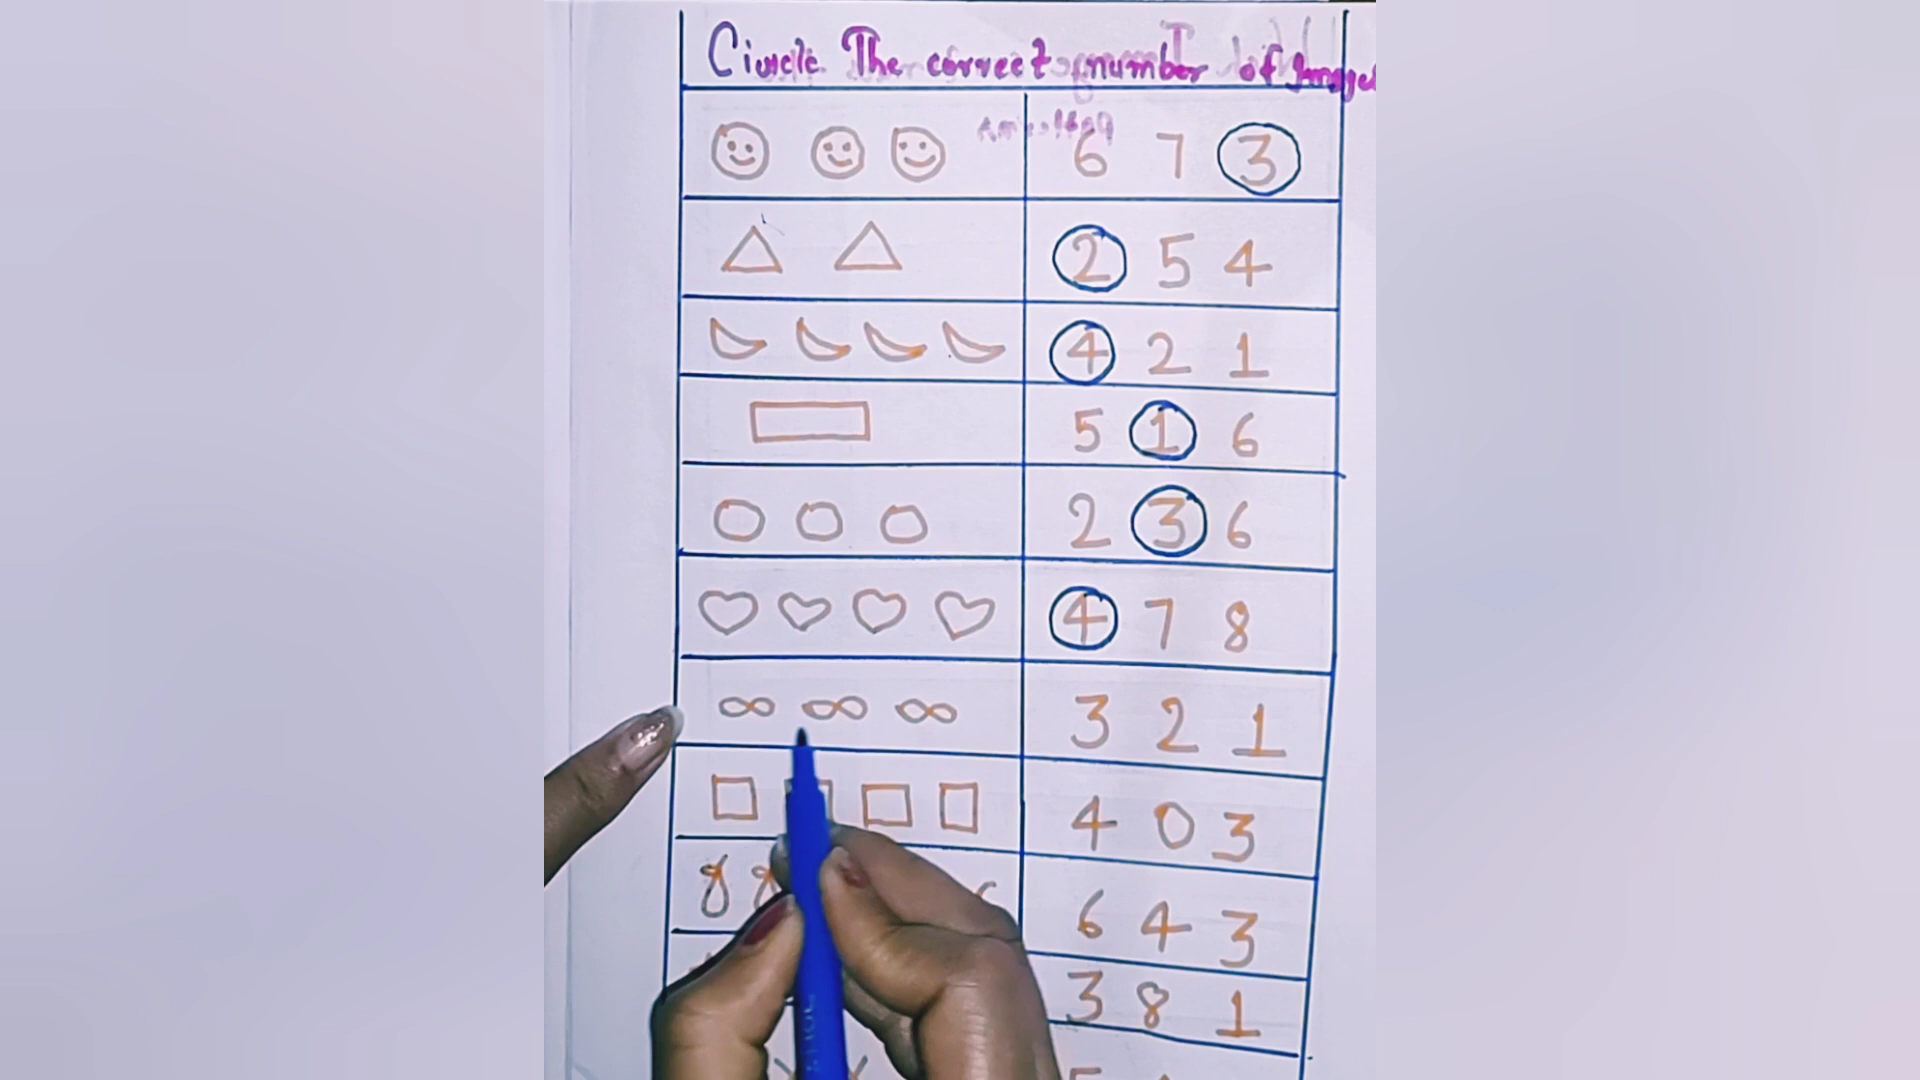 Circle The correct number of Images
6 7 3
2 5 4
4 2 1
5 1 6
2 3 6
4 7 8
3 2 1
4 0 3
6 4 3
3 8 1